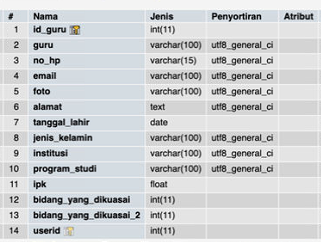 # Nama Jenis Penyortiran Atribut
1 id_guru int(11)
2 guru varchar(100) utf8_general_ci
3 no_hp varchar(15) utf8_general_ci
4 email varchar(100) utf8_general_ci
5 foto varchar(100) utf8_general_ci
6 alamat text utf8_general_ci
7 tanggal_lahir date
8 jenis_kelamin varchar(100) utf8_general_ci
9 institusi varchar(100) utf8_general_ci
10 program_studi varchar(100) utf8_general_ci
11 ipk float
12 bidang_yang_dikuasai int(11)
13 bidang_yang_dikuasai_2 int(11)
14 userid int(11)